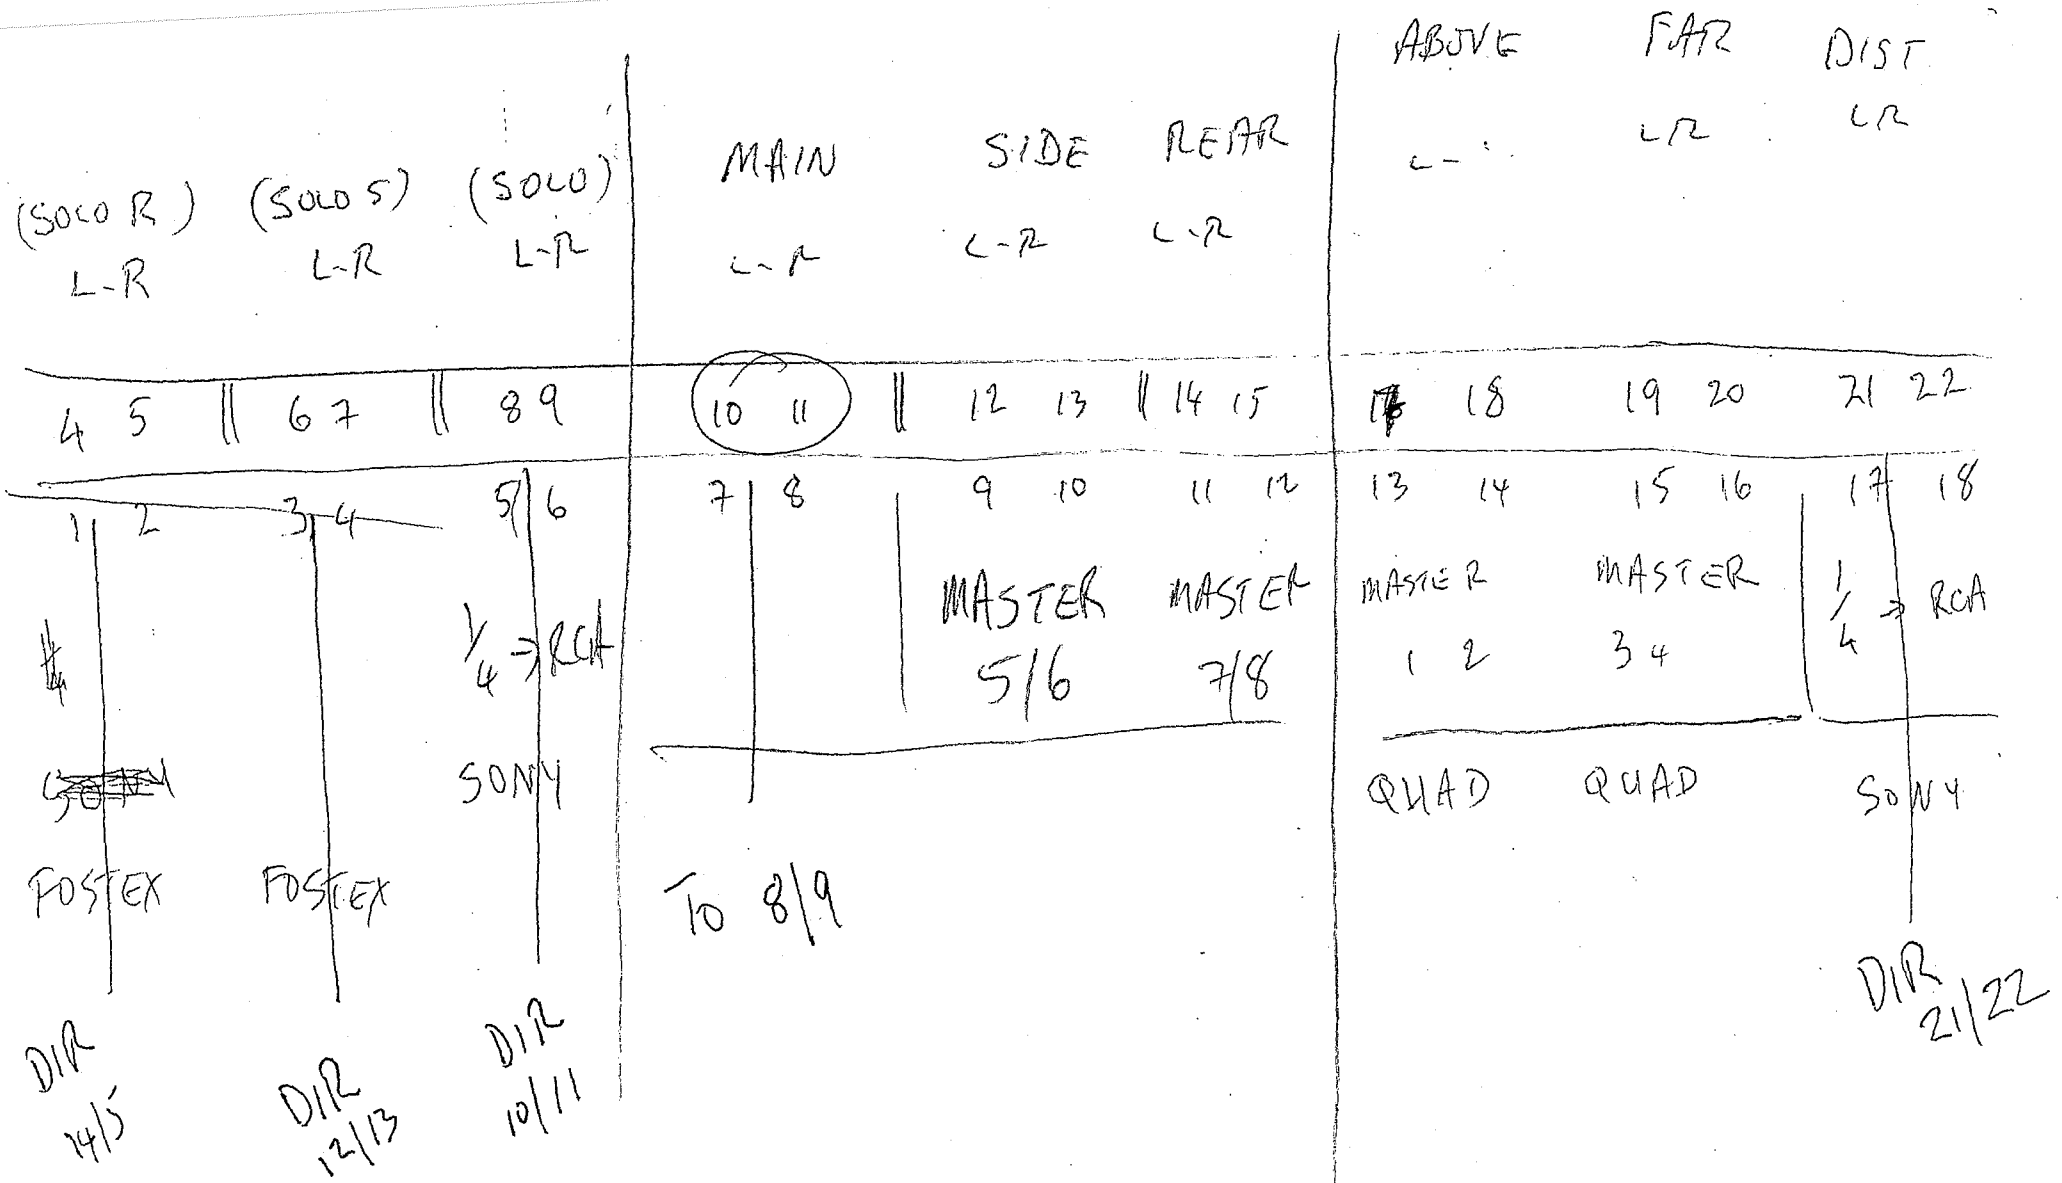 ABOVE FAR DIST
L-R L-R
MAIN SIDE REAR
(SOLO R) (SOLO S) (SOLO)
L-R L-R L-R L-R L-R L-R
4 5 || 6 7 || 8 9 10 11 || 12 13 || 14 15 18 19 20 21 22
1 2 3 4 5 6 7 8 9 10 11 12 13 14 15 16 17 18
MASTER MASTER MASTER MASTER
1/4 → RCA 5/6 7/8 1 2 3 4 1/4 → RCA
SONY SONY QUAD QUAD SONY
FOSTEX FOSTEX
To 8/9
DIR DIR DIR DIR
14/5 12/13 10/11 21/22